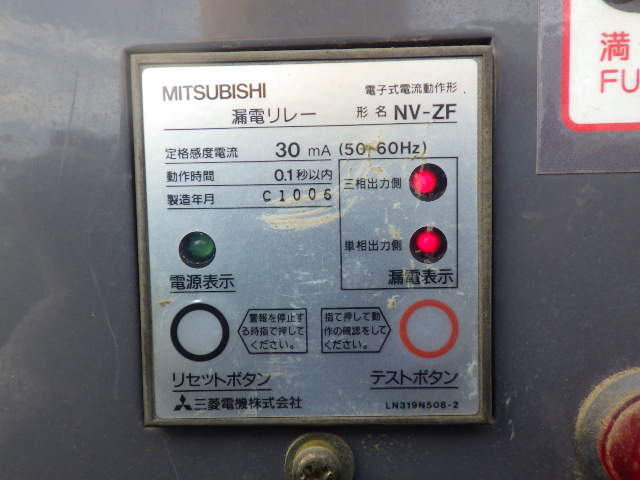 MITSUBISHI 電子式電流動作形
漏電リレー 形名 NV-ZF
定格感度電流 30 mA (50-60Hz)
動作時間 0.1秒以内
製造年月 C1006
三相出力側
単相出力側
電源表示
漏電表示
警報を停止す
る時指で押して
ください。
指で押して動
作の確認をして
ください。
リセットボタン
テストボタン
三菱電機株式会社
LN319N508-2
満
FU